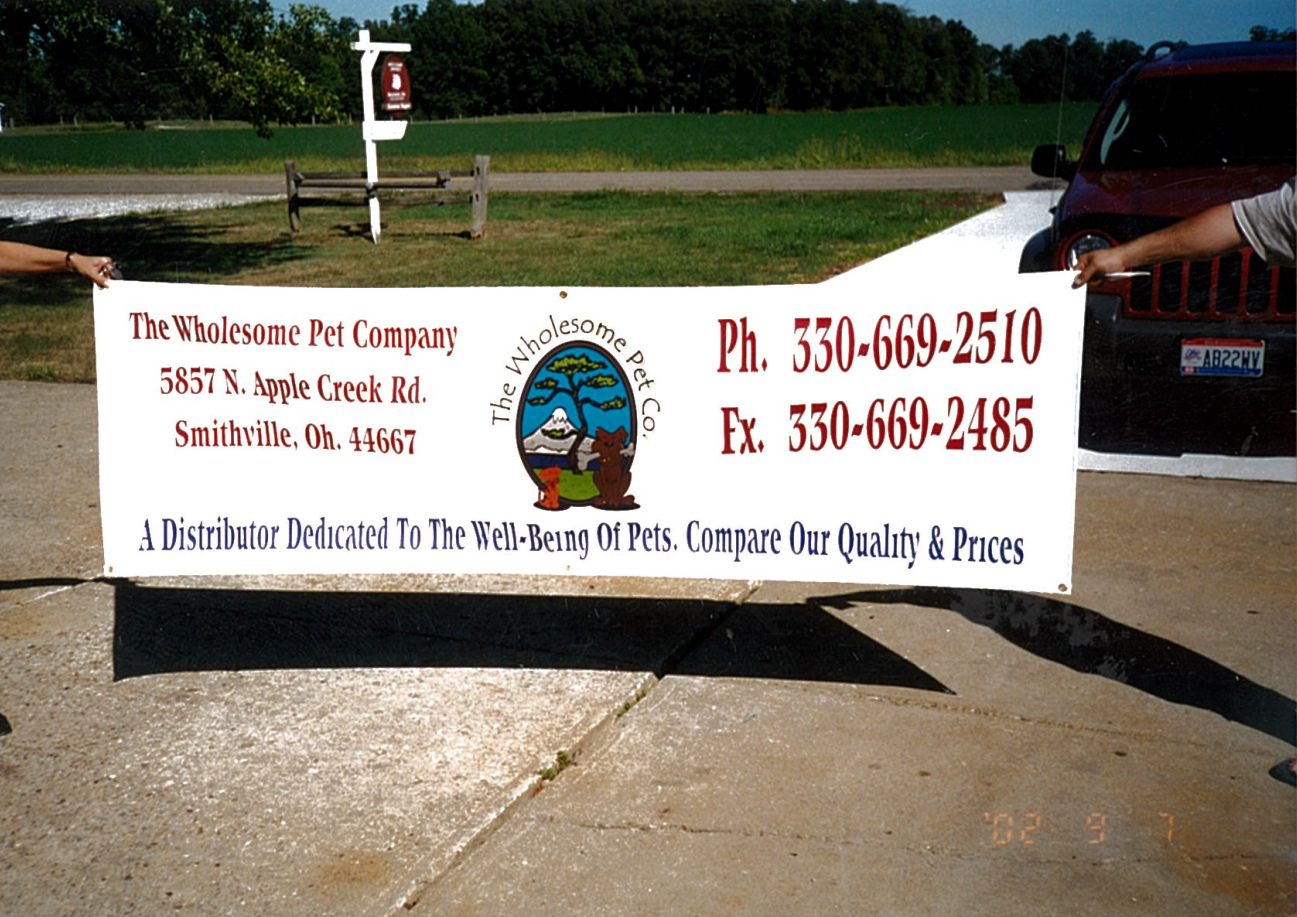 The Wholesome Pet Company
5857 N. Apple Creek Rd.
Smithville, Oh. 44667
The Wholesome Pet Co.
Ph. 330-669-2510
Fx. 330-669-2485
A Distributor Dedicated To The Well-Being Of Pets. Compare Our Quality & Prices
AB22WV
'02 9 7